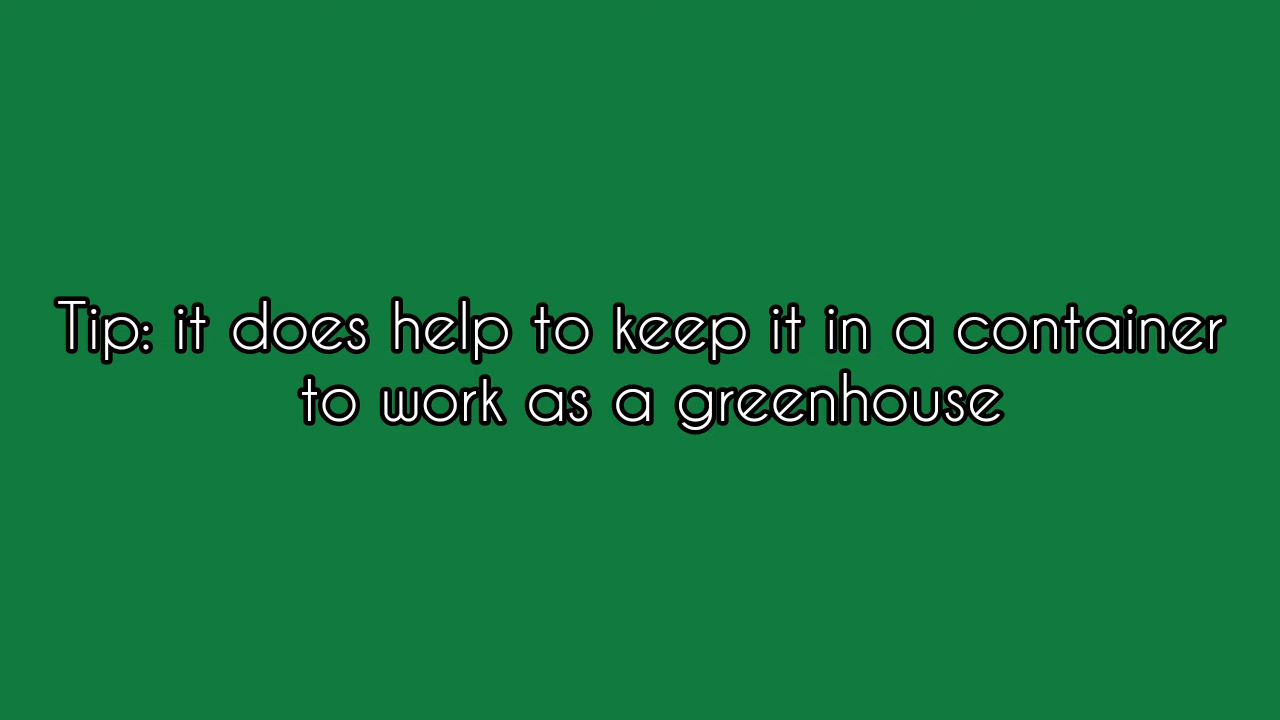 Tip: it does help to keep it in a container
to work as a greenhouse